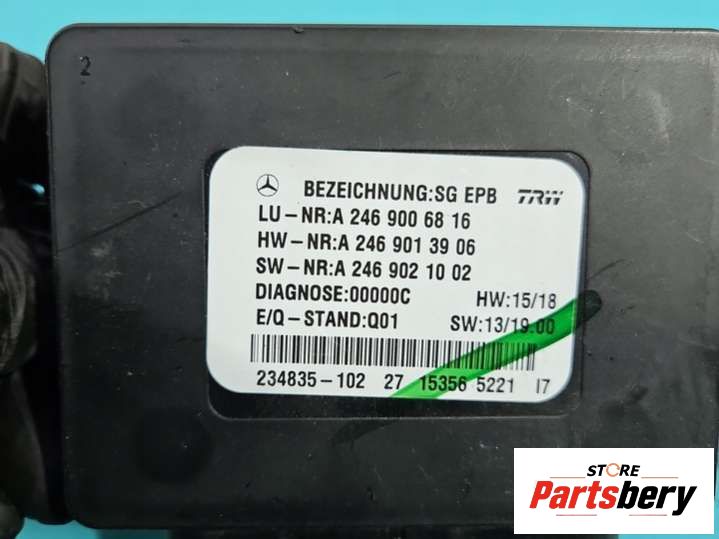 2
BEZEICHNUNG:SG EPB TRW
LU-NR:A 246 900 68 16
HW-NR:A 246 901 39 06
SW-NR:A 246 902 10 02
DIAGNOSE:00000C HW:15/18
E/Q-STAND:Q01 SW:13/19.00
234835-102 27 15356 5221 17
STORE
Partsbery